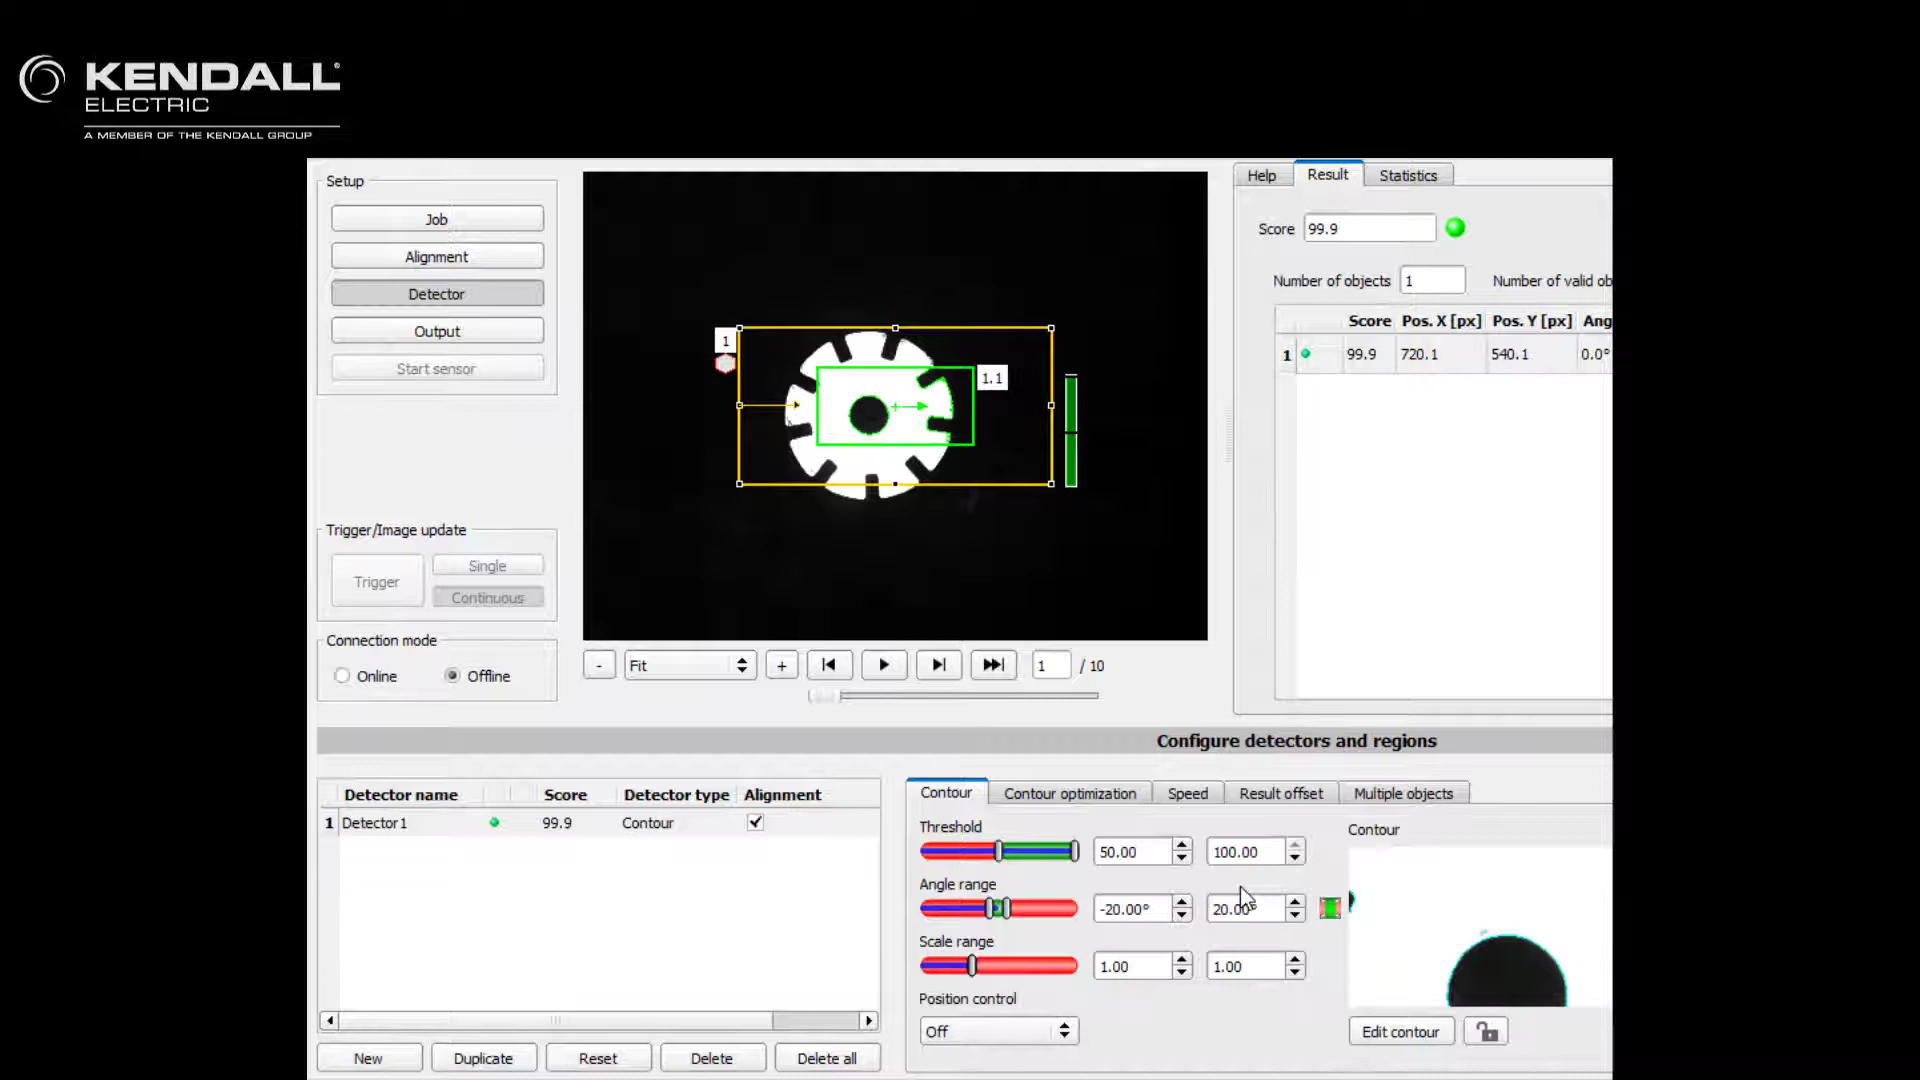 KENDALL
ELECTRIC
A MEMBER OF THE KENDALL GROUP
Setup
Job
Alignment
Detector
Output
Start sensor
Trigger/Image update
Trigger
Single
Continuous
Connection mode
Online
Offline
1
1.1
-
Fit
+
1
/ 10
Help
Result
Statistics
Score
99.9
Number of objects
1
Number of valid ob
Score
Pos. X [px]
Pos. Y [px]
Ang
1
99.9
720.1
540.1
0.0°
Configure detectors and regions
Detector name
Score
Detector type
Alignment
1
Detector1
99.9
Contour
New
Duplicate
Reset
Delete
Delete all
Contour
Contour optimization
Speed
Result offset
Multiple objects
Threshold
50.00
100.00
Angle range
-20.00°
20.00°
Scale range
1.00
1.00
Position control
Off
Contour
Edit contour